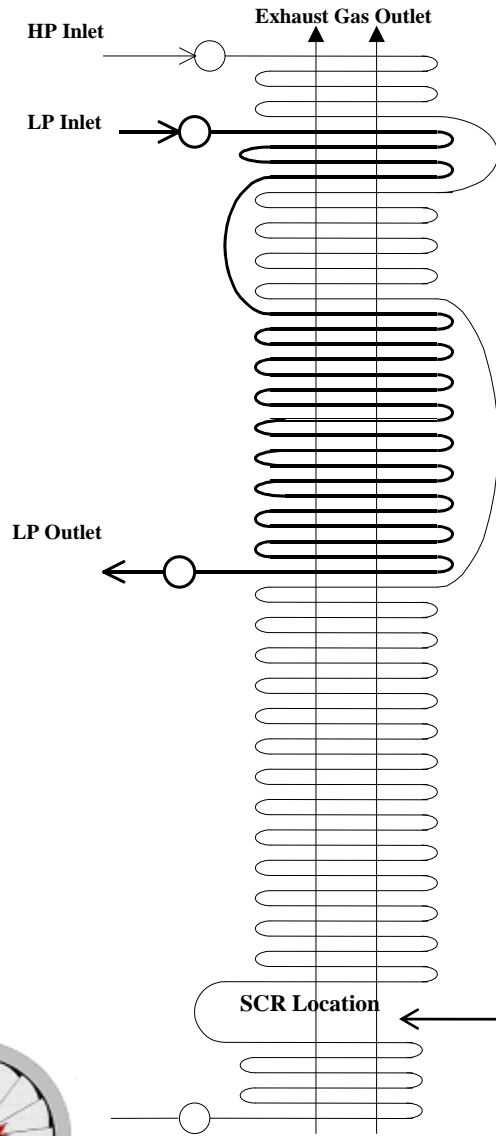 Exhaust Gas Outlet
HP Inlet
LP Inlet
LP Outlet
SCR Location